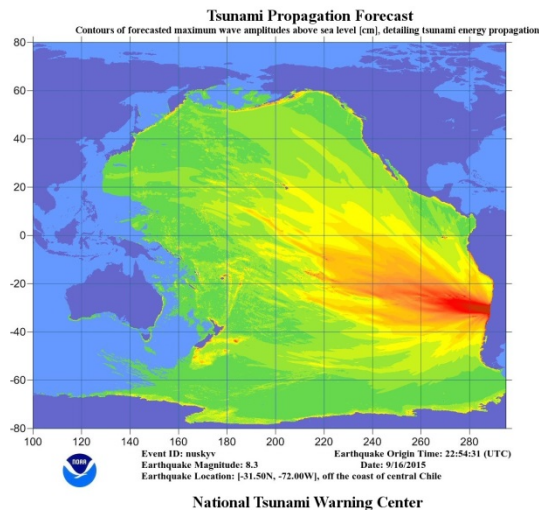 Tsunami Propagation Forecast
Contours of forecasted maximum wave amplitudes above sea level [cm], detailing tsunami energy propagation
80
60
40
20
0
-20
-40
-60
-80
100 120 140 160 180 200 220 240 260 280
NOAA
Event ID: nuskyv Earthquake Origin Time: 22:54:31 (UTC)
Earthquake Magnitude: 8.3 Date: 9/16/2015
Earthquake Location: [-31.50N, -72.00W], off the coast of central Chile
National Tsunami Warning Center